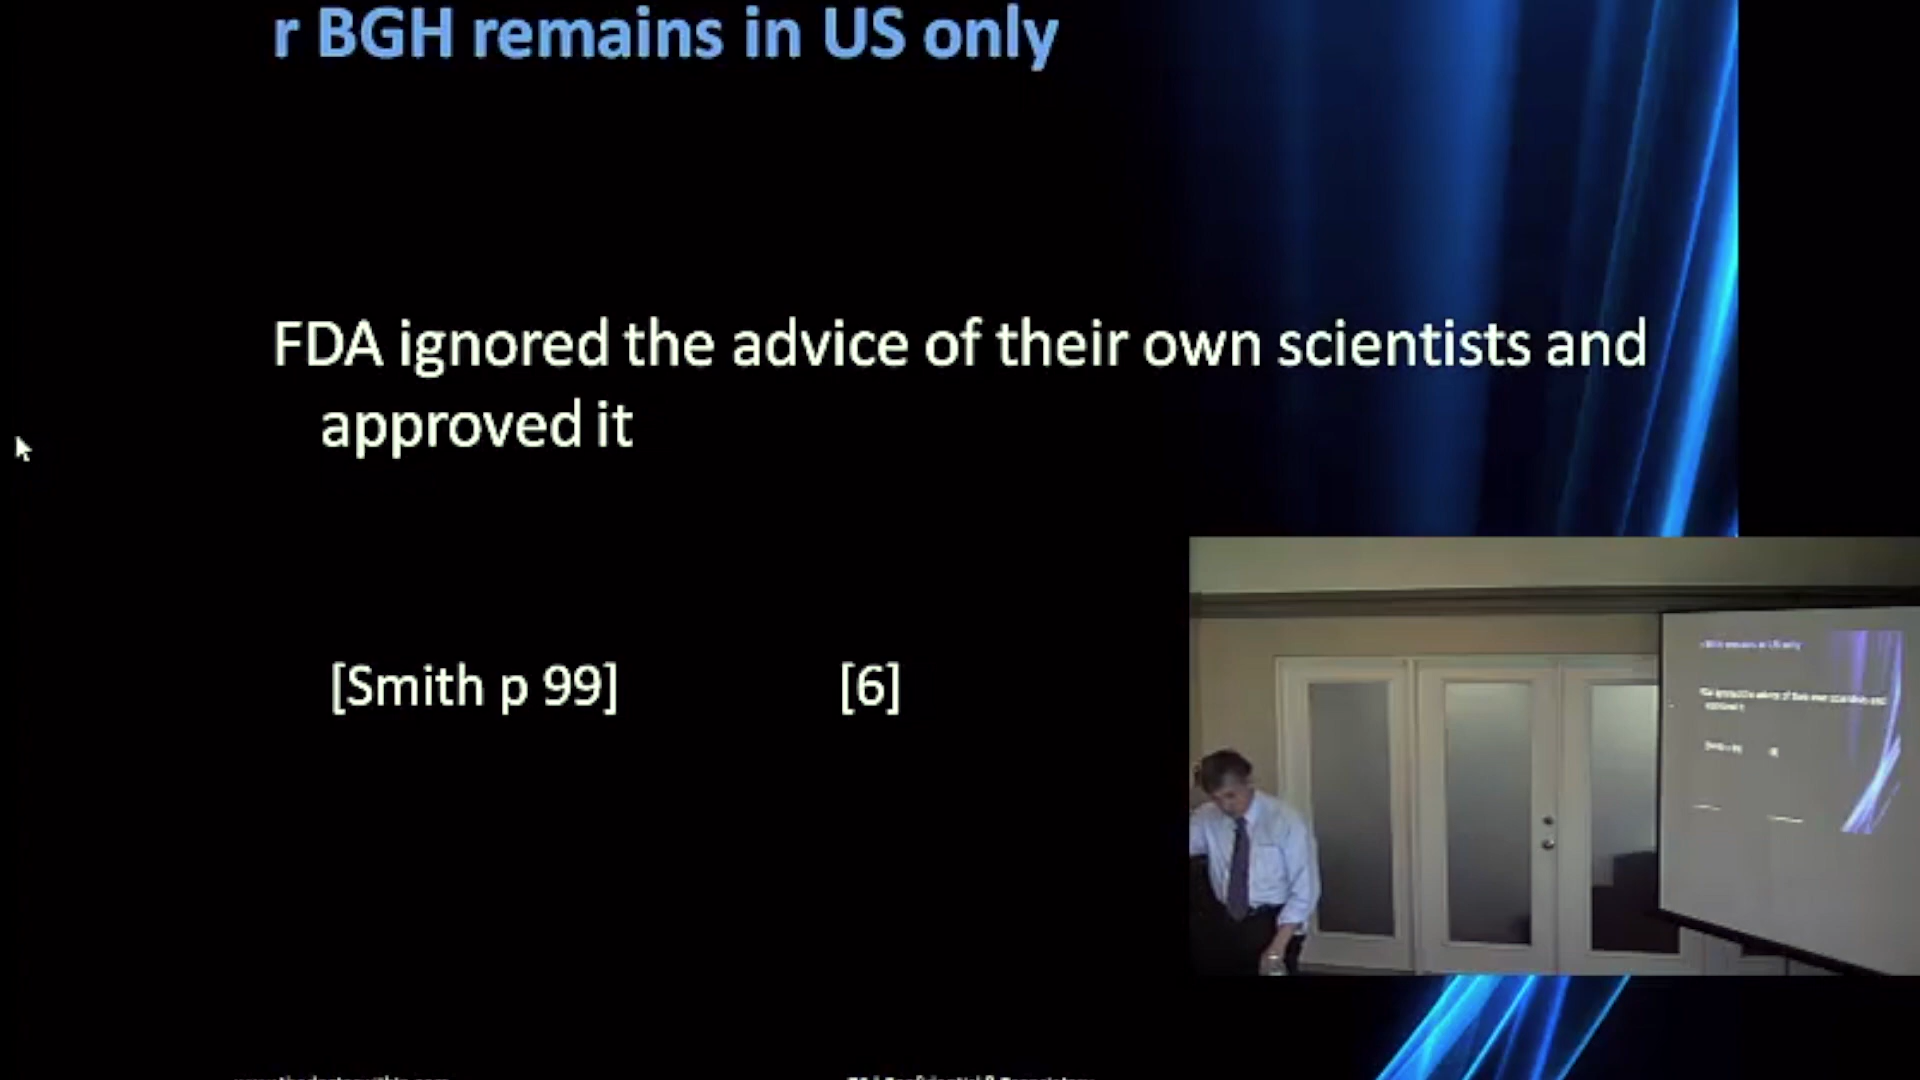 r BGH remains in US only
FDA ignored the advice of their own scientists and
approved it
[Smith p 99] [6]